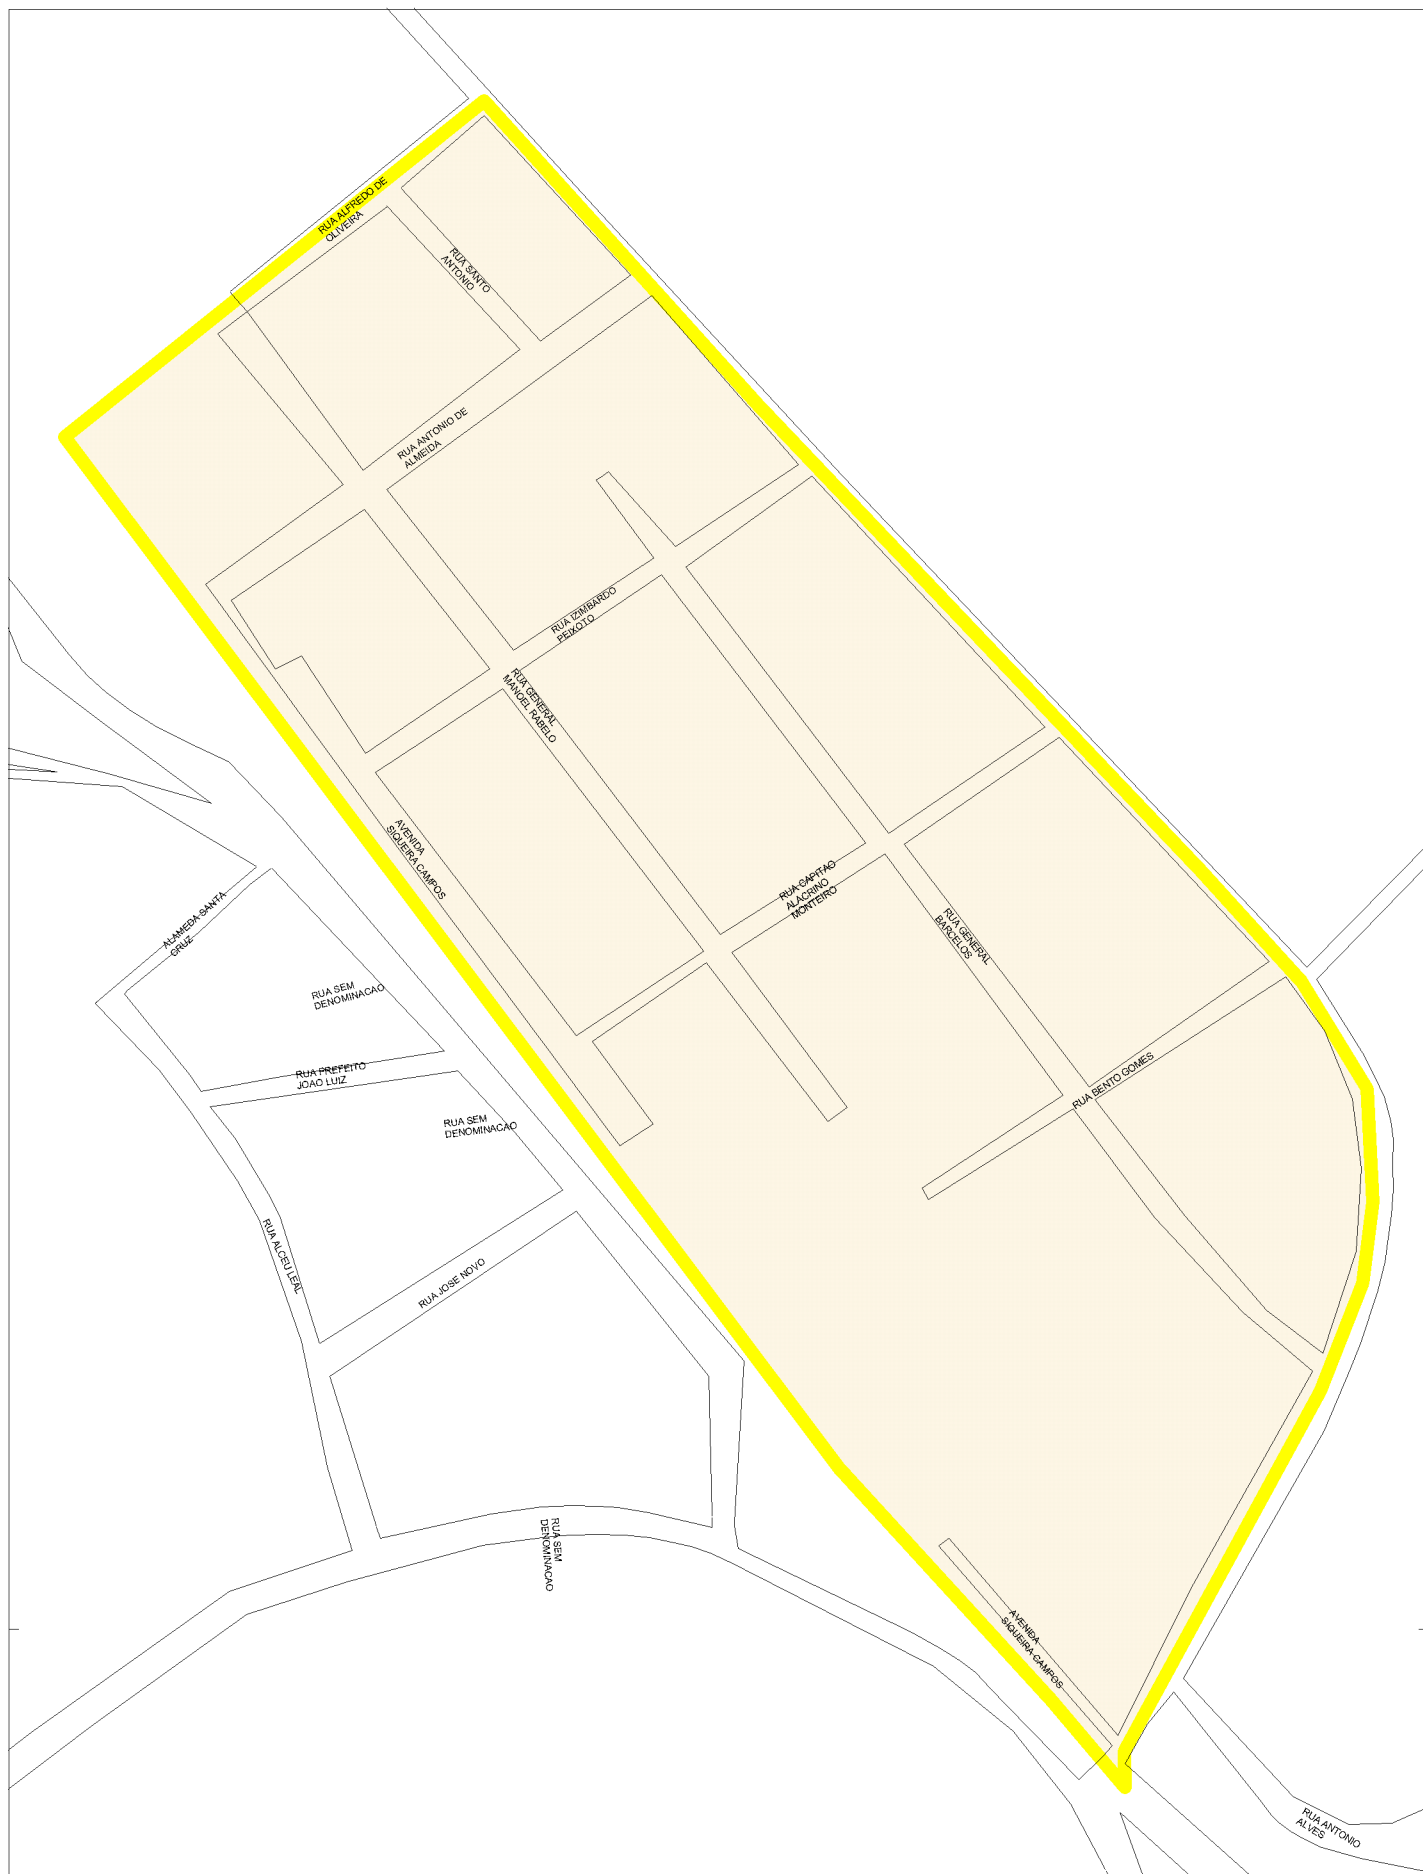 RUA ALFREDO DE
OLIVEIRA
RUA SANTO
ANTONIO
RUA ANTONIO DE
ALMEIDA
RUA IZIMBARDO
PEIXOTO
RUA GENERAL
MANOEL RABELO
AVENIDA
SIQUEIRA CAMPOS
RUA CAPITAO
ALACRINO
MONTEIRO
RUA GENERAL
BARCELOS
ALAMEDA SANTA
CRUZ
RUA SEM
DENOMINACAO
RUA PREFEITO
JOAO LUIZ
RUA BENTO GOMES
RUA SEM
DENOMINACAO
RUA ALCEU LEAL
RUA JOSE NOVO
RUA SEM
DENOMINACAO
AVENIDA
SIQUEIRA CAMPOS
RUA ANTONIO
ALVES